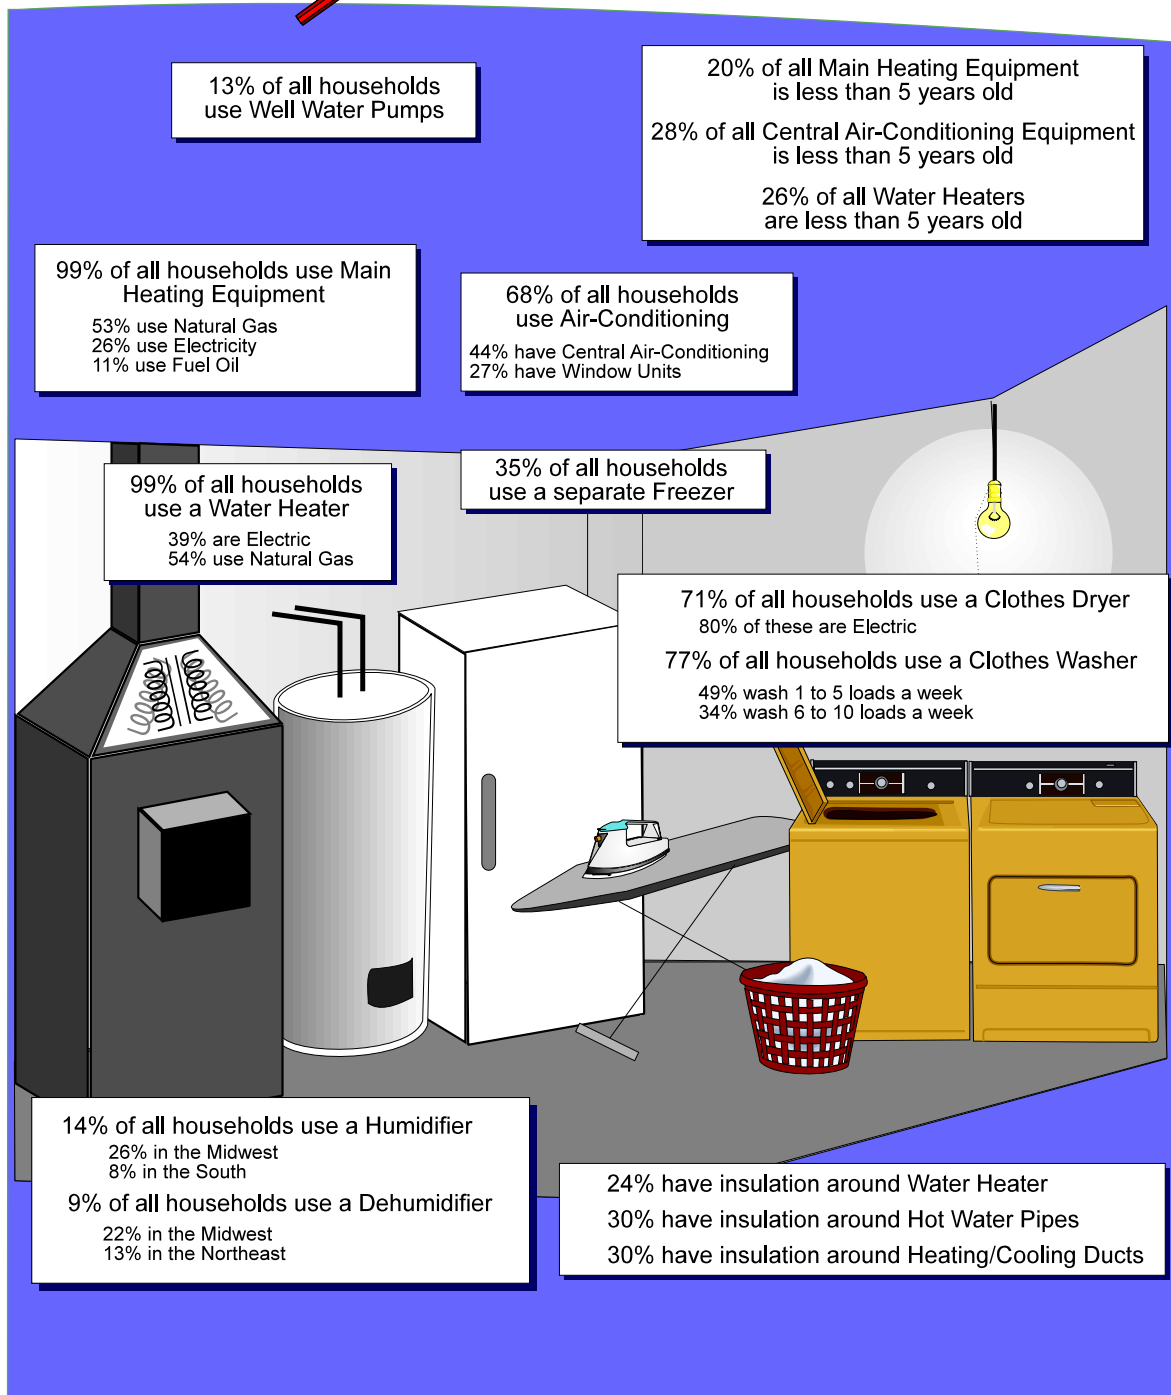 13% of all households
use Well Water Pumps
20% of all Main Heating Equipment
is less than 5 years old
28% of all Central Air-Conditioning Equipment
is less than 5 years old
26% of all Water Heaters
are less than 5 years old
99% of all households use Main
Heating Equipment
53% use Natural Gas
26% use Electricity
11% use Fuel Oil
68% of all households
use Air-Conditioning
44% have Central Air-Conditioning
27% have Window Units
99% of all households
use a Water Heater
39% are Electric
54% use Natural Gas
35% of all households
use a separate Freezer
71% of all households use a Clothes Dryer
80% of these are Electric
77% of all households use a Clothes Washer
49% wash 1 to 5 loads a week
34% wash 6 to 10 loads a week
14% of all households use a Humidifier
26% in the Midwest
8% in the South
9% of all households use a Dehumidifier
22% in the Midwest
13% in the Northeast
24% have insulation around Water Heater
30% have insulation around Hot Water Pipes
30% have insulation around Heating/Cooling Ducts